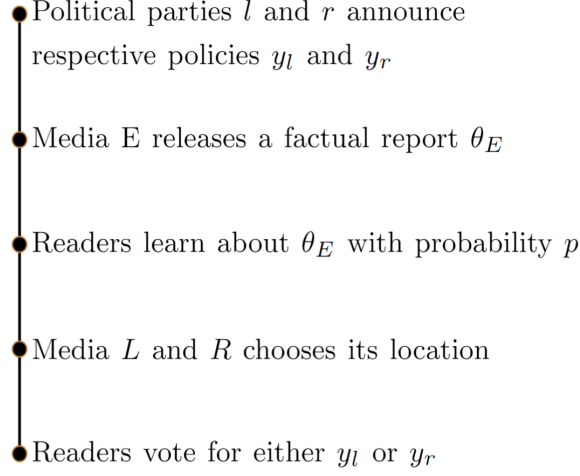 Political parties l and r announce
respective policies y_l and y_r
Media E releases a factual report θ_E
Readers learn about θ_E with probability p
Media L and R chooses its location
Readers vote for either y_l or y_r